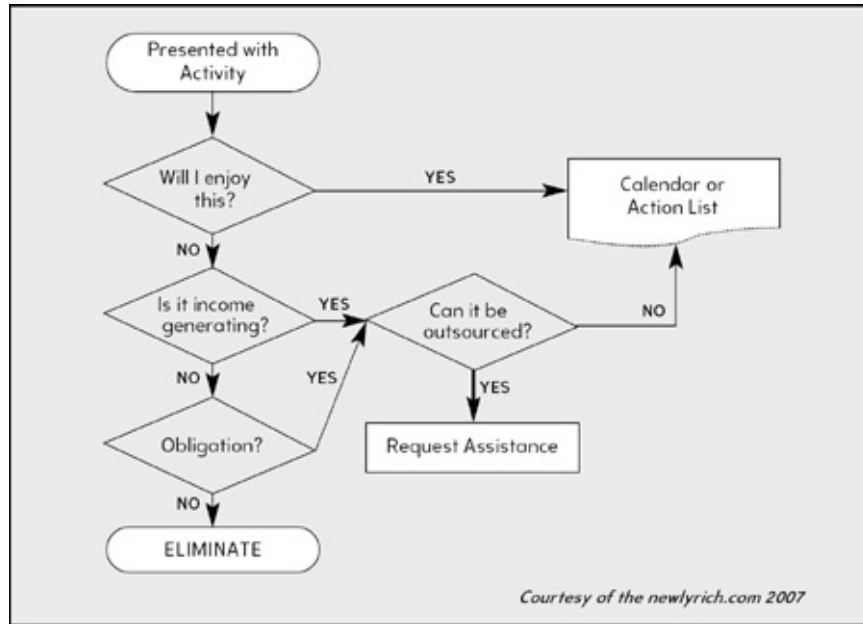 Presented with
Activity
Will I enjoy
this?
YES
Calendar or
Action List
NO
Is it income
generating?
YES
Can it be
outsourced?
NO
NO
YES
YES
Obligation?
Request Assistance
NO
ELIMINATE
Courtesy of the newlyrich.com 2007